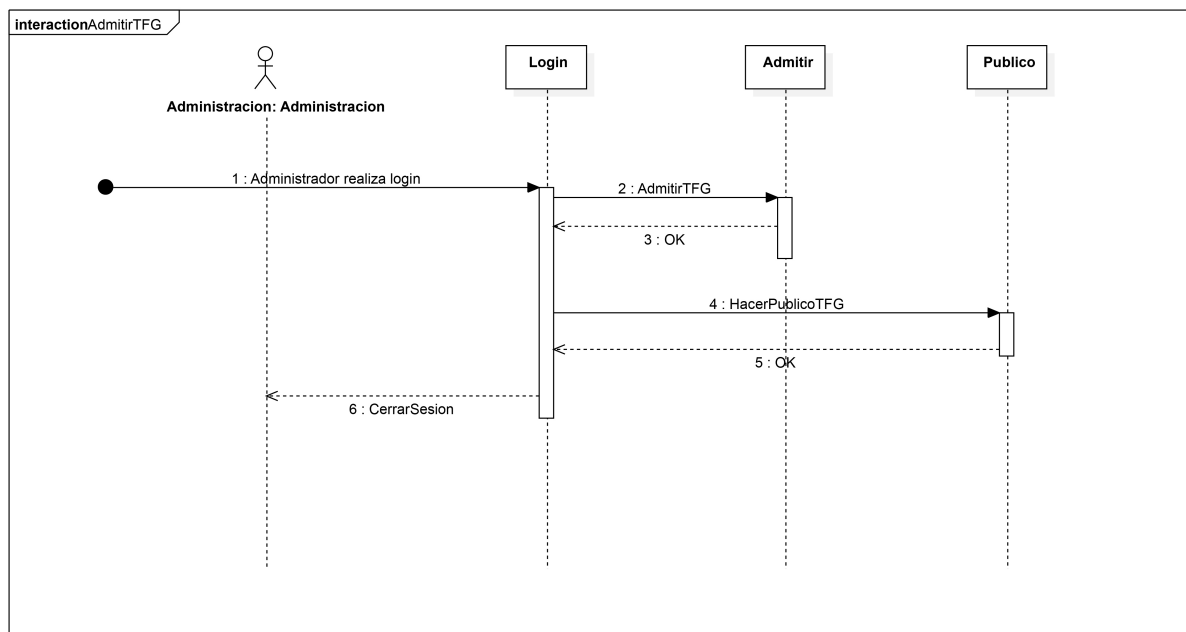 interactionAdmitirTFG
Login
Admitir
Publico
Administracion: Administracion
1 : Administrador realiza login
2 : AdmitirTFG
3 : OK
4 : HacerPublicoTFG
5 : OK
6 : CerrarSesion